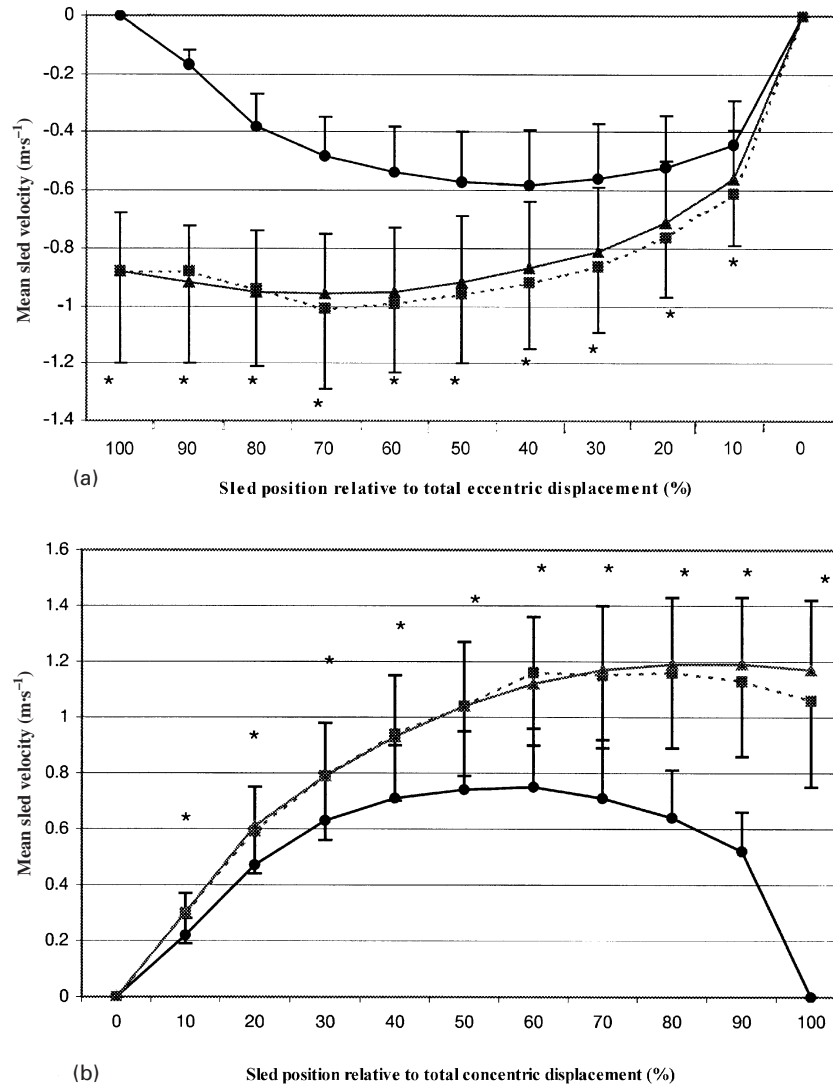 0
-0.2
-0.4
-0.6
-0.8
-1
-1.2
-1.4
Mean sled velocity (m·s⁻¹)
* * * * * * * * * *
100 90 80 70 60 50 40 30 20 10 0
(a)
Sled position relative to total eccentric displacement (%)
1.6
1.4
1.2
1
0.8
0.6
0.4
0.2
0
Mean sled velocity (m·s⁻¹)
* * * * * * * * * *
0 10 20 30 40 50 60 70 80 90 100
(b)
Sled position relative to total concentric displacement (%)